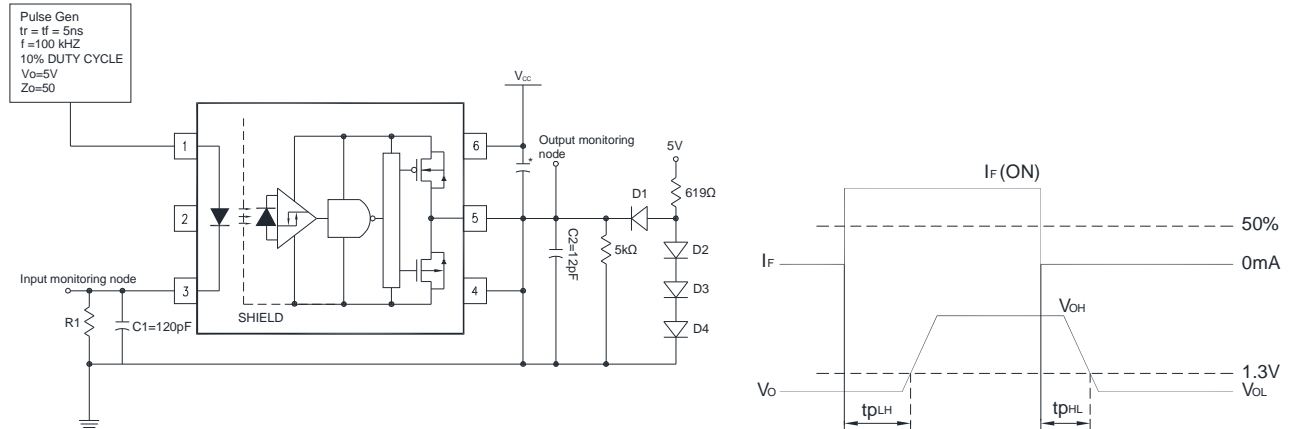 Pulse Gen
tr = tf = 5ns
f =100 kHZ
10% DUTY CYCLE
Vo=5V
Zo=50
Vcc
1
2
3
6
5
4
*
Output monitoring
node
5V
619Ω
D1
D2
D3
D4
5kΩ
C2=12pF
Input monitoring node
R1
C1=120pF
SHIELD
IF (ON)
50%
IF
0mA
VOH
1.3V
VO
VOL
tpLH
tpHL